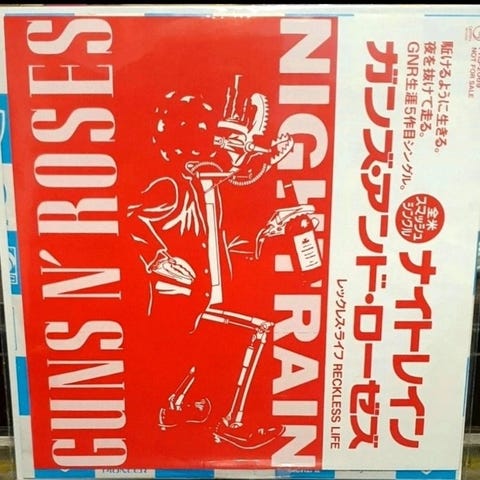 GUNS N' ROSES
NIGHTRAIN
駈けるように生きる。
夜を抜けて走る。
GNR生涯5作目シングル。
NOT FOR SALE
全米
スマッシュ
シングル
ナイトレイン
ガンズ・アンド・ローゼズ
レックレス・ライフ RECKLESS LIFE